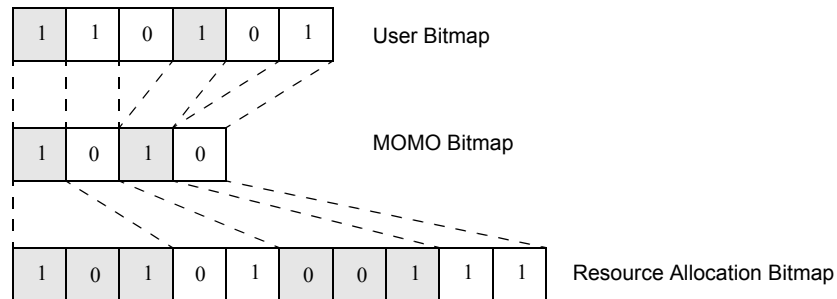 1 1 0 1 0 1 User Bitmap
1 0 1 0 MOMO Bitmap
1 0 1 0 1 0 0 1 1 1 Resource Allocation Bitmap